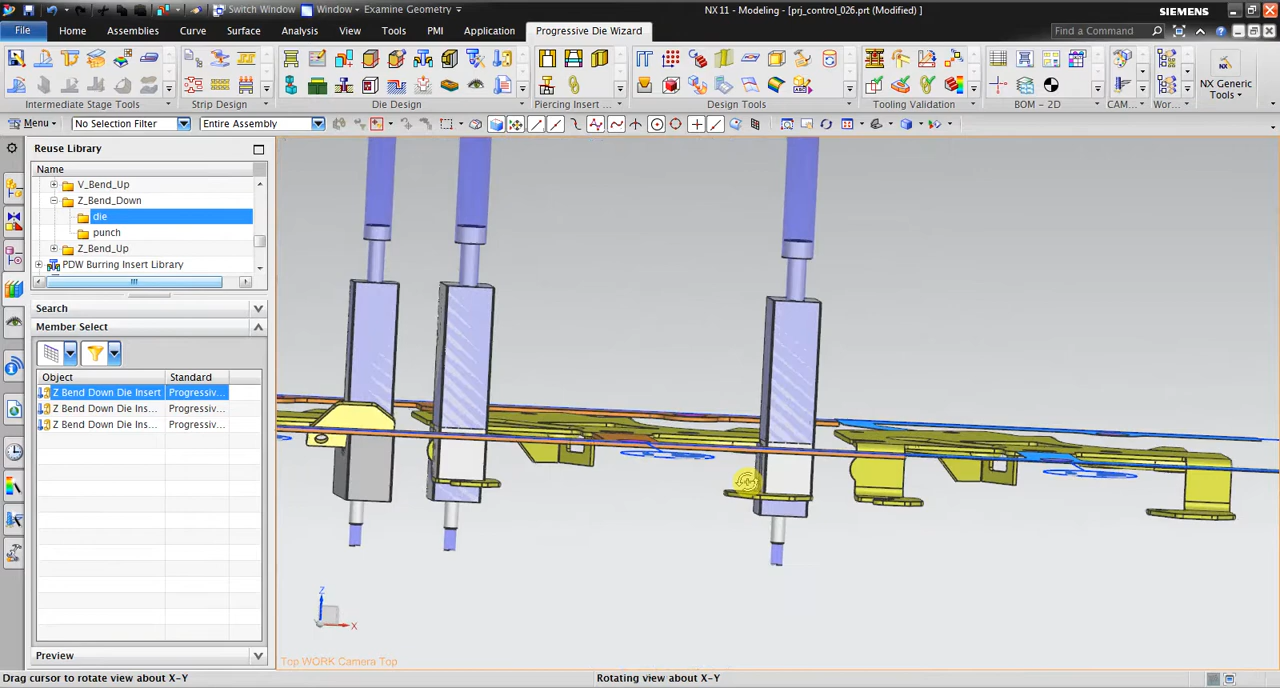 Switch Window
Window
Examine Geometry
NX 11 - Modeling - [prj_control_026.prt (Modified) ]
SIEMENS
File
Home
Assemblies
Curve
Surface
Analysis
View
Tools
PMI
Application
Progressive Die Wizard
Find a Command
NX Generic
Tools
Intermediate Stage Tools
Strip Design
Die Design
Piercing Insert ...
Design Tools
Tooling Validation
BOM - 2D
CAM...
Wor...
Menu
No Selection Filter
Entire Assembly
Reuse Library
Name
V_Bend_Up
Z_Bend_Down
die
punch
Z_Bend_Up
PDW Burring Insert Library
Search
Member Select
Object
Standard
Z Bend Down Die Insert
Progressiv...
Z Bend Down Die Ins...
Progressiv...
Z Bend Down Die Ins...
Progressiv...
Preview
Z
X
Top WORK Camera Top
Drag cursor to rotate view about X-Y
Rotating view about X-Y